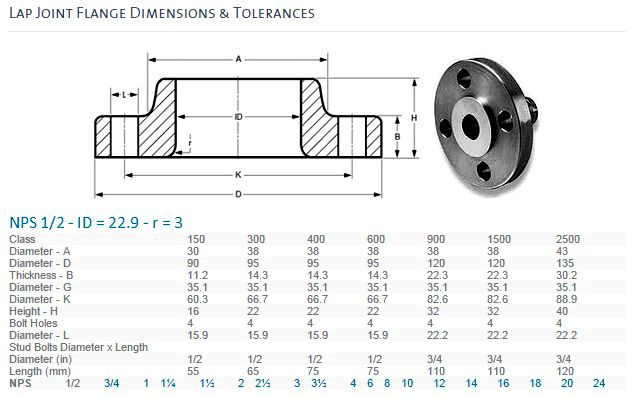 Lap Joint Flange Dimensions & Tolerances
A
L
ID
H
B
r
K
D
NPS 1/2 - ID = 22.9 - r = 3
Class 150 300 400 600 900 1500 2500
Diameter - A 30 38 38 38 38 38 43
Diameter - D 90 95 95 95 120 120 135
Thickness - B 11.2 14.3 14.3 14.3 22.3 22.3 30.2
Diameter - G 35.1 35.1 35.1 35.1 35.1 35.1 35.1
Diameter - K 60.3 66.7 66.7 66.7 82.6 82.6 88.9
Height - H 16 22 22 22 32 32 40
Bolt Holes 4 4 4 4 4 4 4
Diameter - L 15.9 15.9 15.9 15.9 22.2 22.2 22.2
Stud Bolts Diameter x Length
Diameter (in) 1/2 1/2 1/2 1/2 3/4 3/4 3/4
Length (mm) 55 65 75 75 110 110 120
NPS 1/2 3/4 1 1¼ 1½ 2 2½ 3 3½ 4 6 8 10 12 14 16 18 20 24